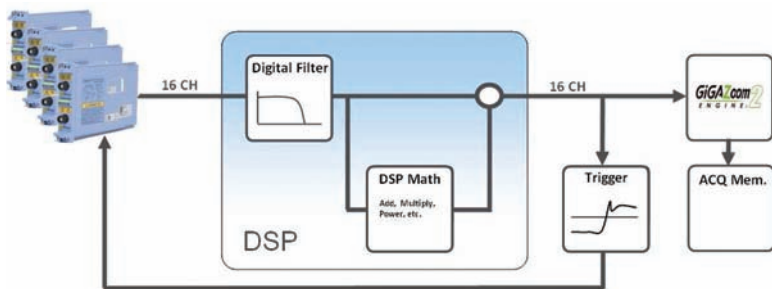 16 CH
Digital Filter
DSP Math
Add, Multiply,
Power, etc.
DSP
16 CH
Trigger
GiGAZoom 2
ENGINE
ACQ Mem.